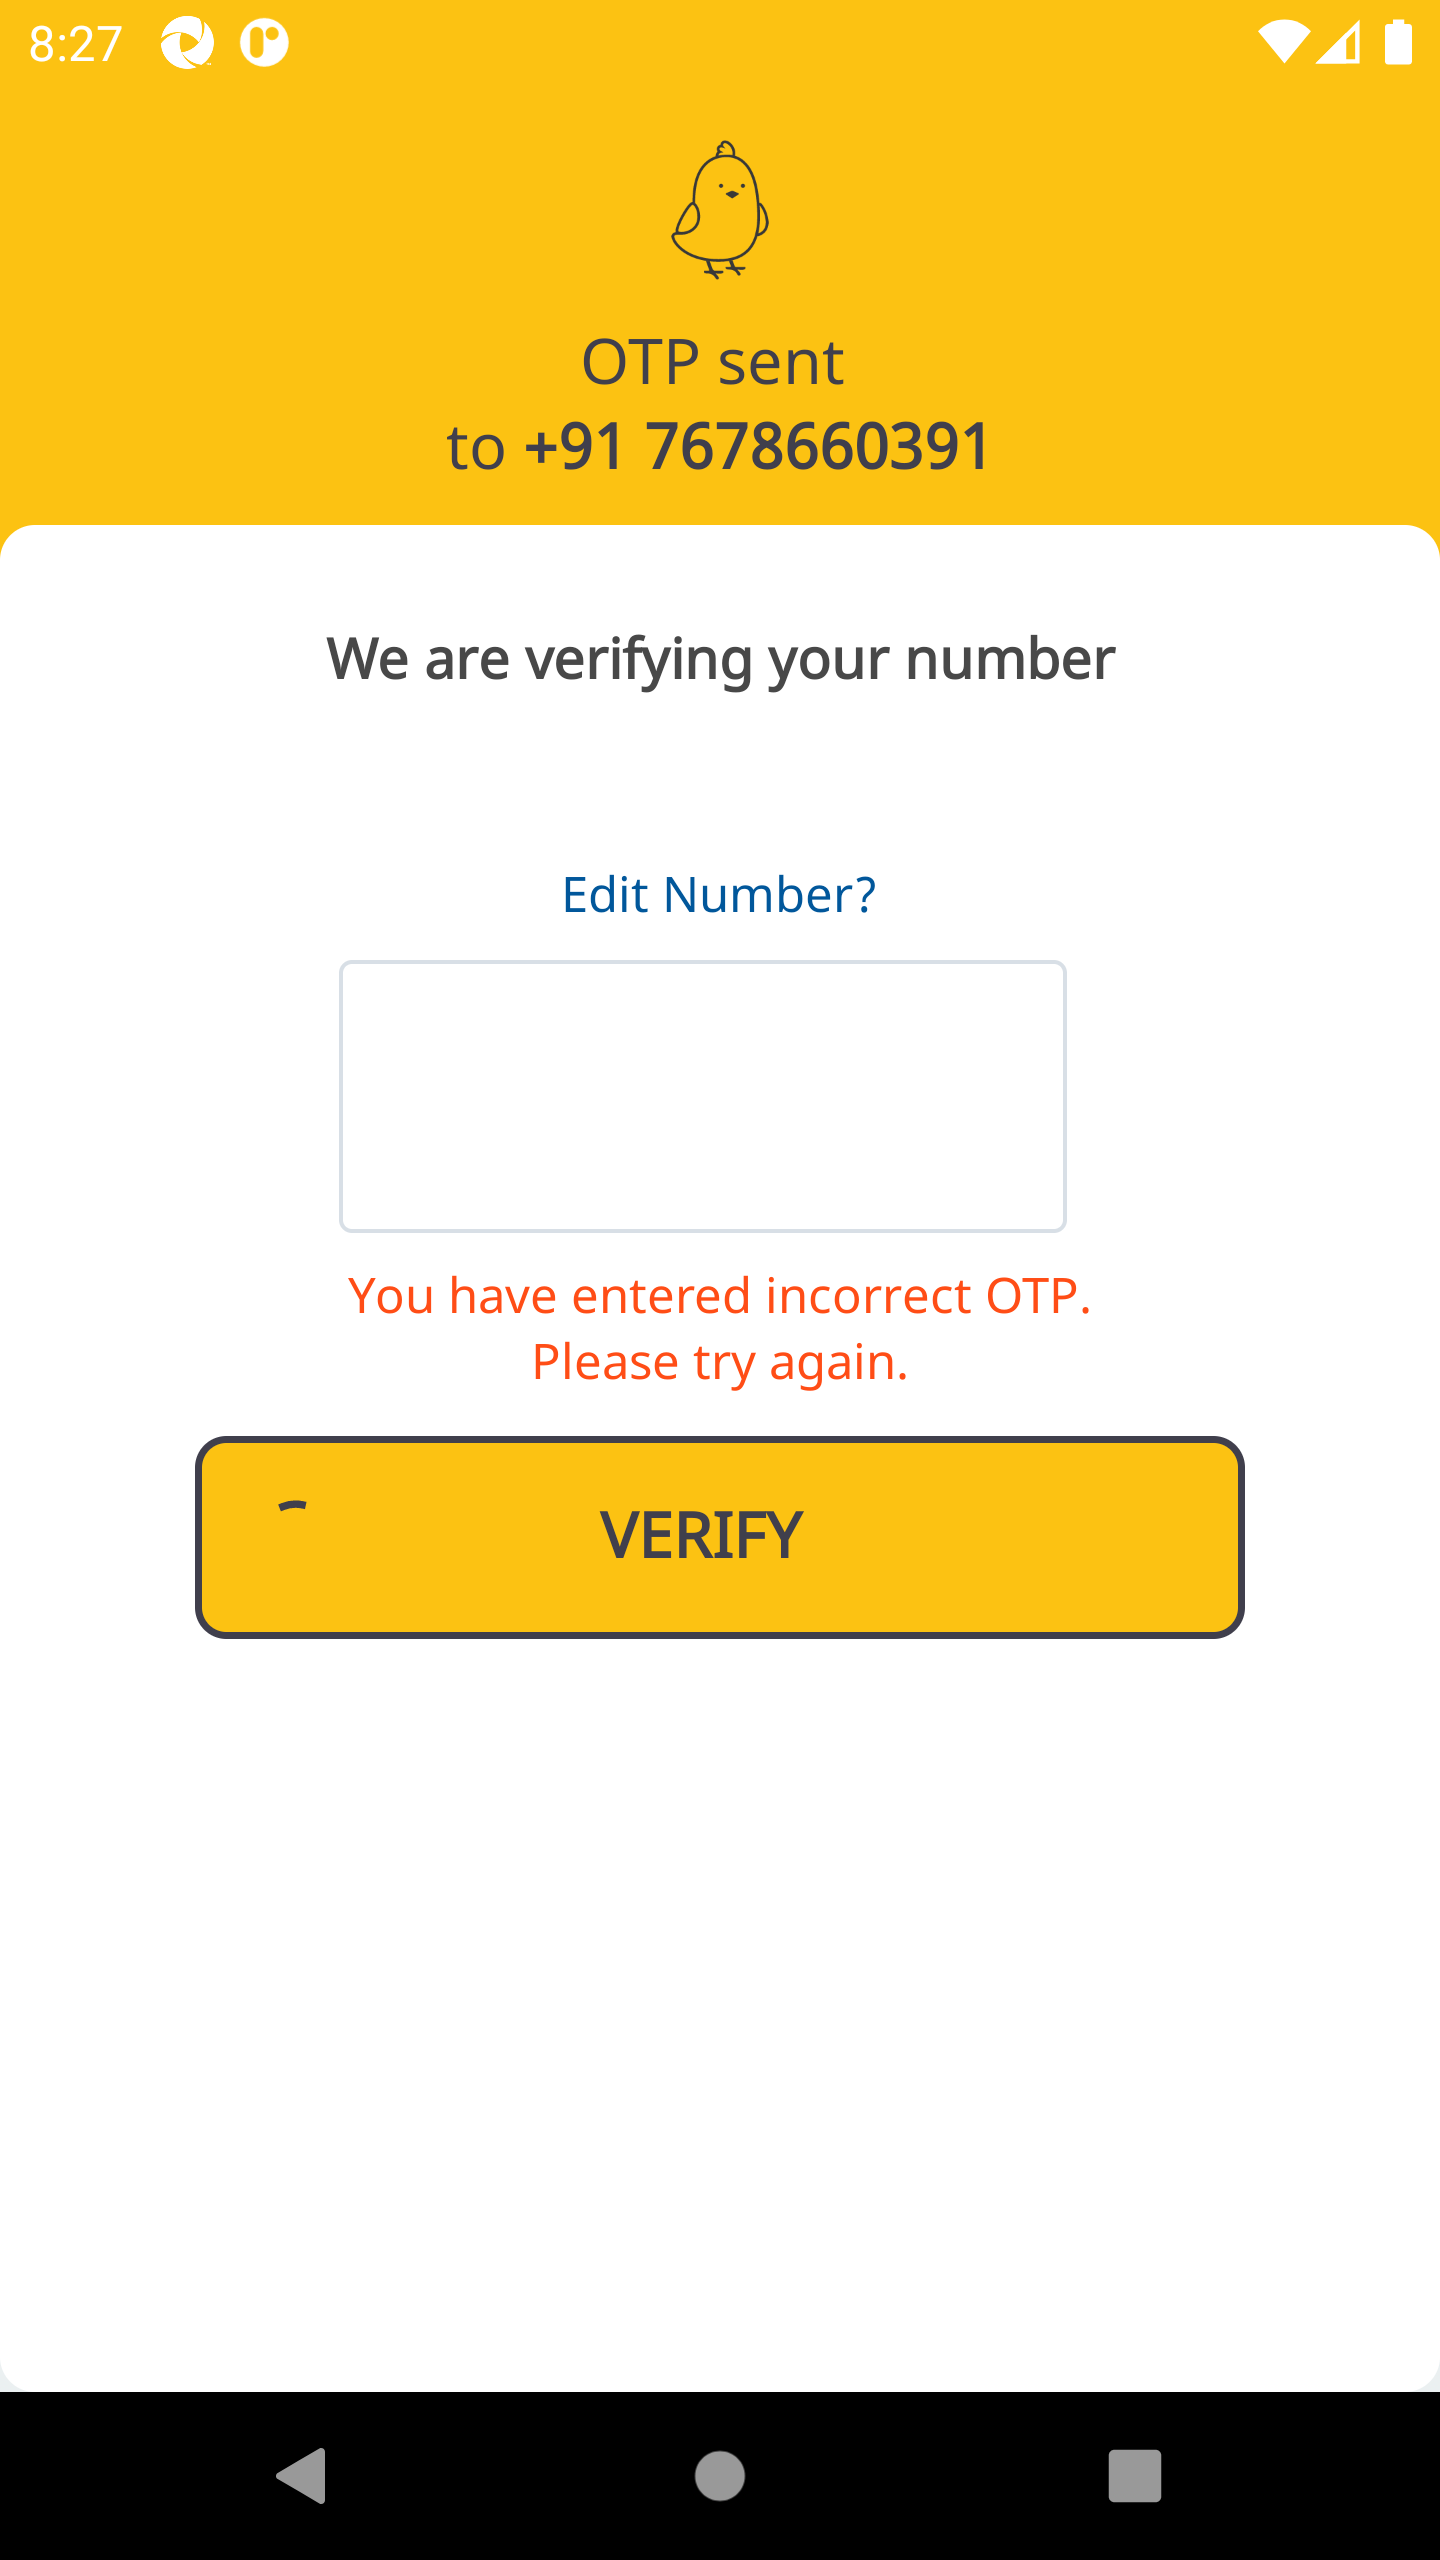 8:27
OTP sent
to +91 7678660391
We are verifying your number
Edit Number?
You have entered incorrect OTP.
Please try again.
VERIFY